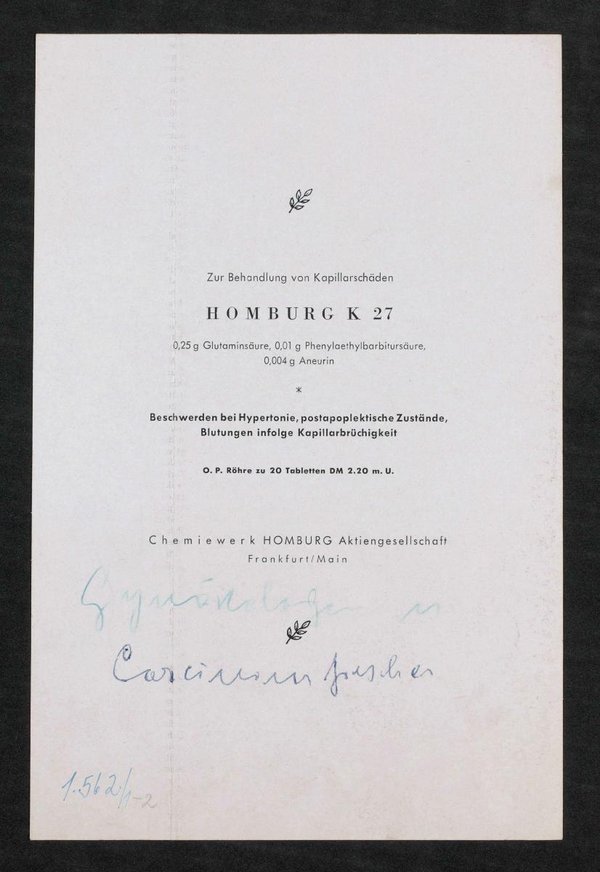 Zur Behandlung von Kapillarschäden
HOMBURG K 27
0,25 g Glutaminsäure, 0,01 g Phenylaethylbarbitursäure,
0,004 g Aneurin
*
Beschwerden bei Hypertonie, postapoplektische Zustände,
Blutungen infolge Kapillarbrüchigkeit
O. P. Röhre zu 20 Tabletten DM 2.20 m. U.
Chemiewerk HOMBURG Aktiengesellschaft
Frankfurt/Main
Gynäkologen u
Carcinomforscher
1.562/1-2